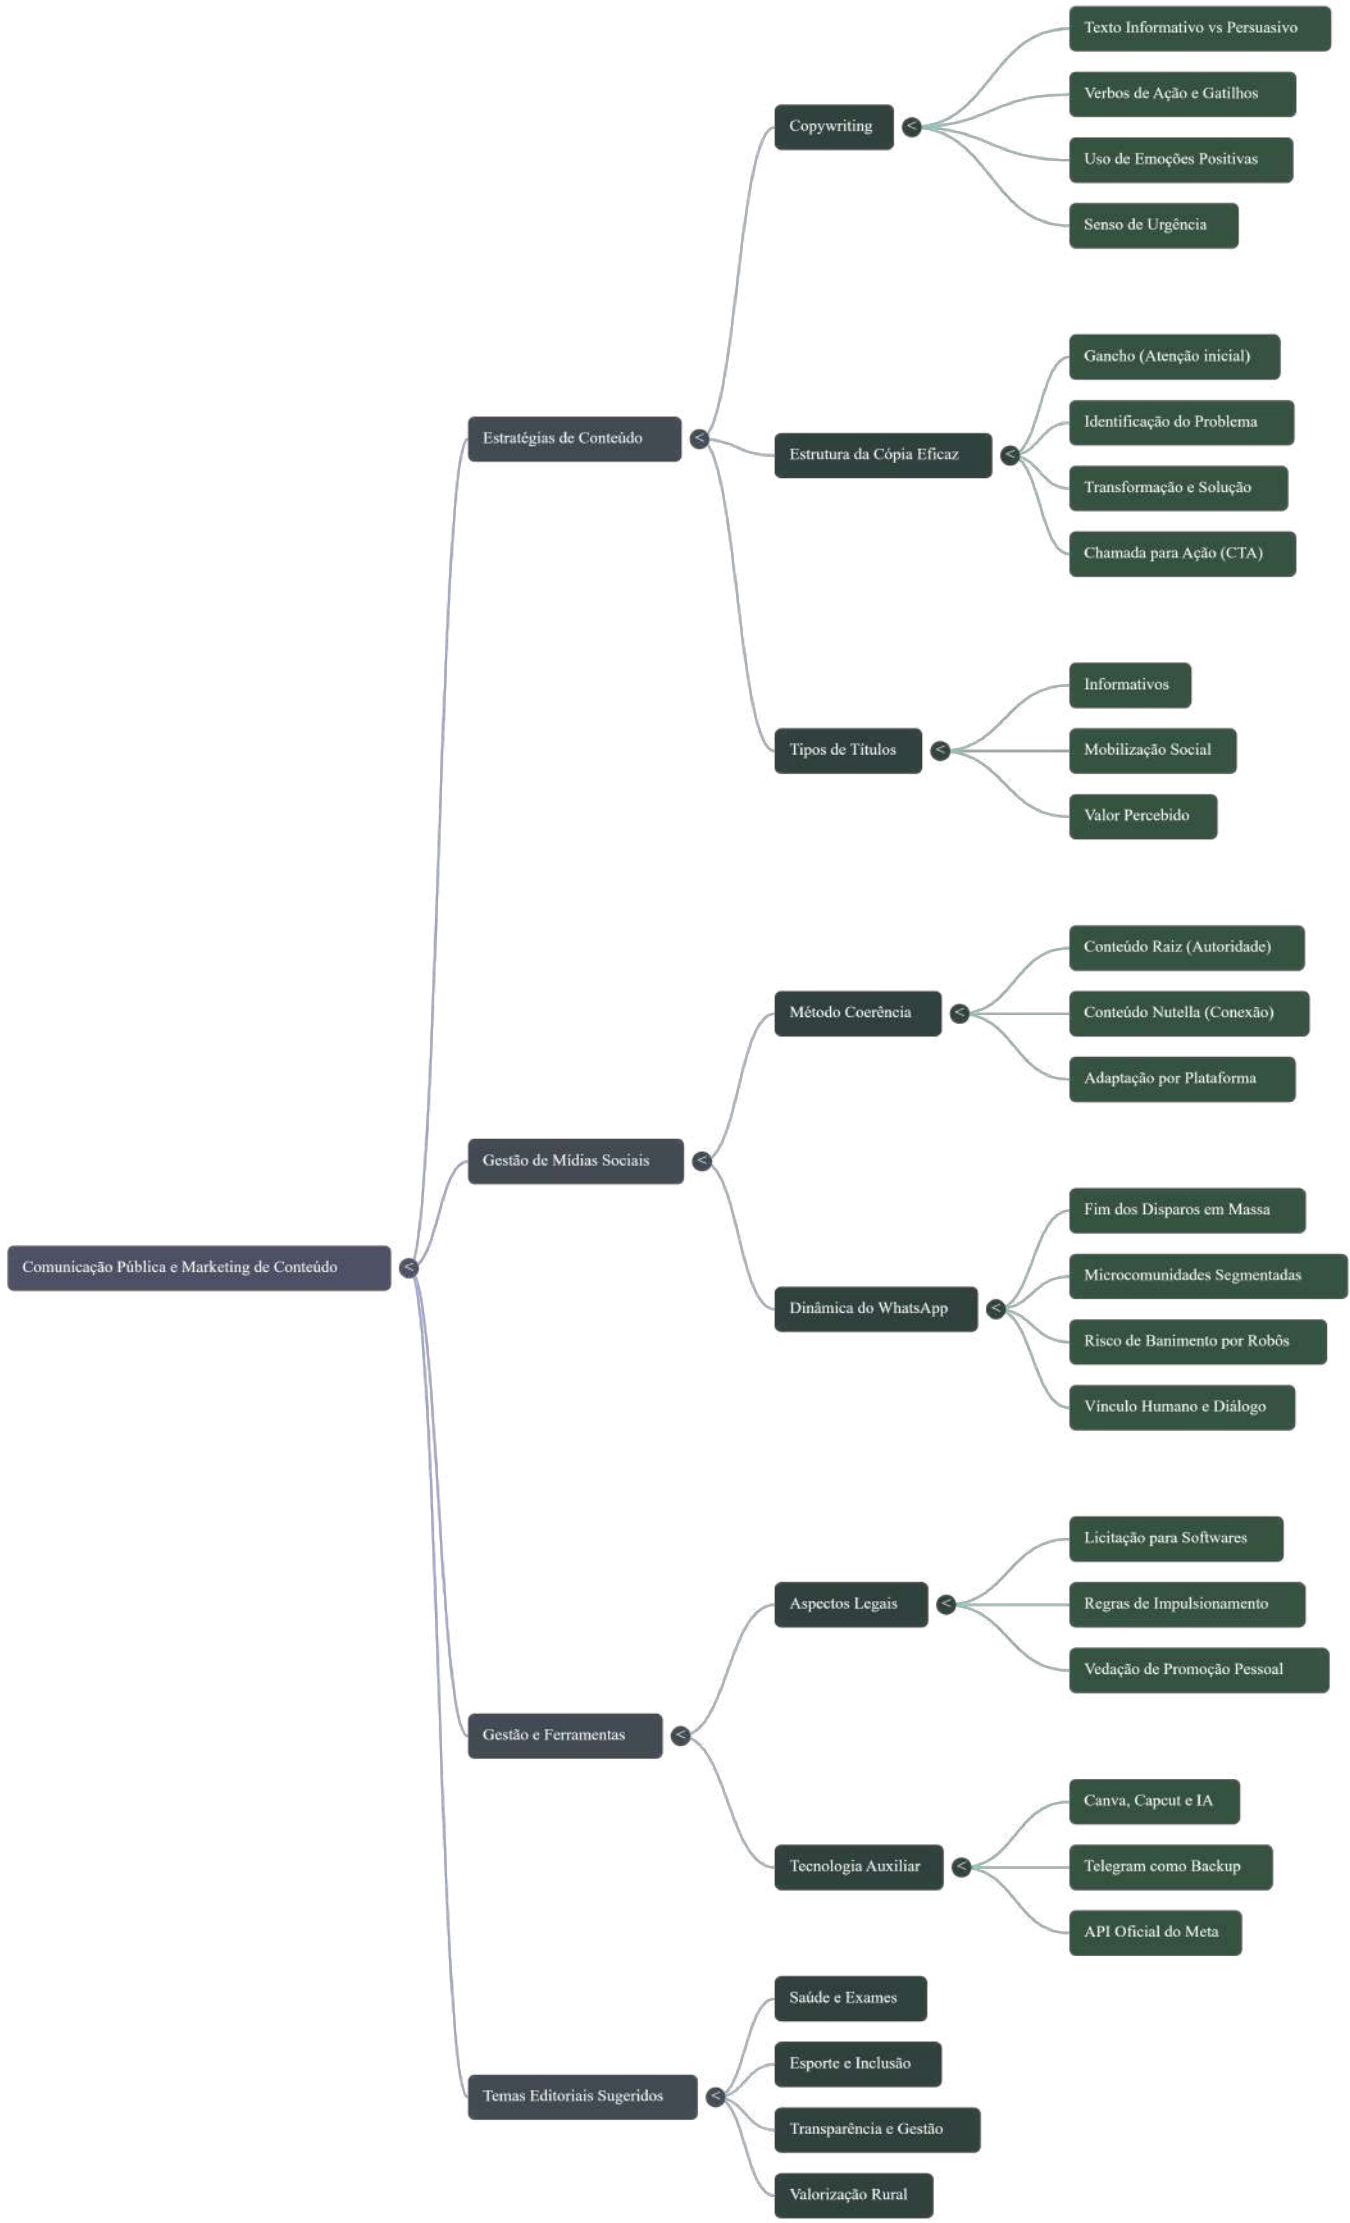 Comunicação Pública e Marketing de Conteúdo
<
Estratégias de Conteúdo
<
Copywriting
<
Texto Informativo vs Persuasivo
Verbos de Ação e Gatilhos
Uso de Emoções Positivas
Senso de Urgência
Estrutura da Cópia Eficaz
<
Gancho (Atenção inicial)
Identificação do Problema
Transformação e Solução
Chamada para Ação (CTA)
Tipos de Títulos
<
Informativos
Mobilização Social
Valor Percebido
Gestão de Mídias Sociais
<
Método Coerência
<
Conteúdo Raiz (Autoridade)
Conteúdo Nutella (Conexão)
Adaptação por Plataforma
Dinâmica do WhatsApp
<
Fim dos Disparos em Massa
Microcomunidades Segmentadas
Risco de Banimento por Robôs
Vínculo Humano e Diálogo
Gestão e Ferramentas
<
Aspectos Legais
<
Licitação para Softwares
Regras de Impulsionamento
Vedação de Promoção Pessoal
Tecnologia Auxiliar
<
Canva, Capcut e IA
Telegram como Backup
API Oficial do Meta
Temas Editoriais Sugeridos
<
Saúde e Exames
Esporte e Inclusão
Transparência e Gestão
Valorização Rural